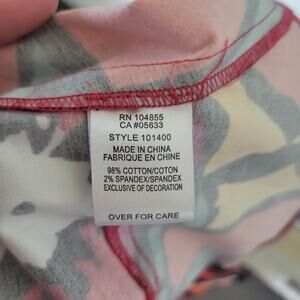 RN 104855
CA #05633
STYLE 101400
MADE IN CHINA
FABRIQUE EN CHINE
98% COTTON/COTON
2% SPANDEX/SPANDEX
EXCLUSIVE OF DECORATION
OVER FOR CARE